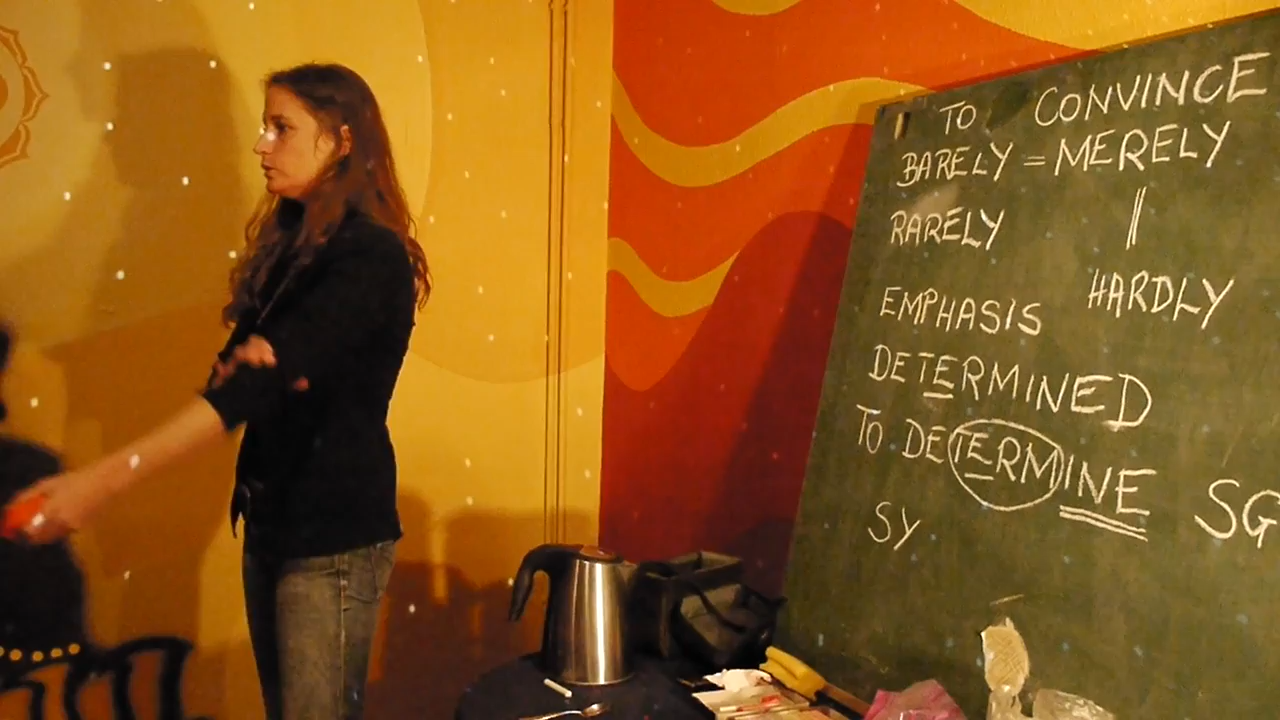 TO CONVINCE
BARELY = MERELY
RARELY ||
HARDLY
EMPHASIS
DETERMINED
TO DETERMINE SG
SY